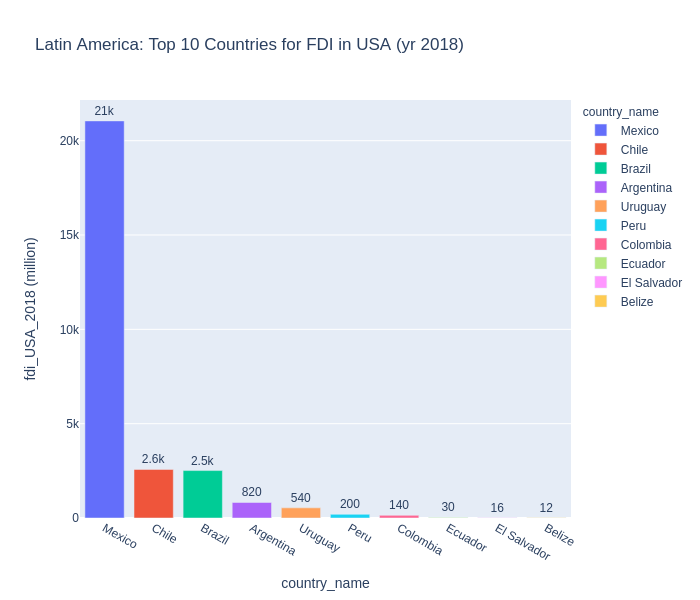 Latin America: Top 10 Countries for FDI in USA (yr 2018)
fdi_USA_2018 (million)
20k
15k
10k
5k
0
21k
2.6k
2.5k
820
540
200
140
30
16
12
Mexico
Chile
Brazil
Argentina
Uruguay
Peru
Colombia
Ecuador
El Salvador
Belize
country_name
country_name
Mexico
Chile
Brazil
Argentina
Uruguay
Peru
Colombia
Ecuador
El Salvador
Belize